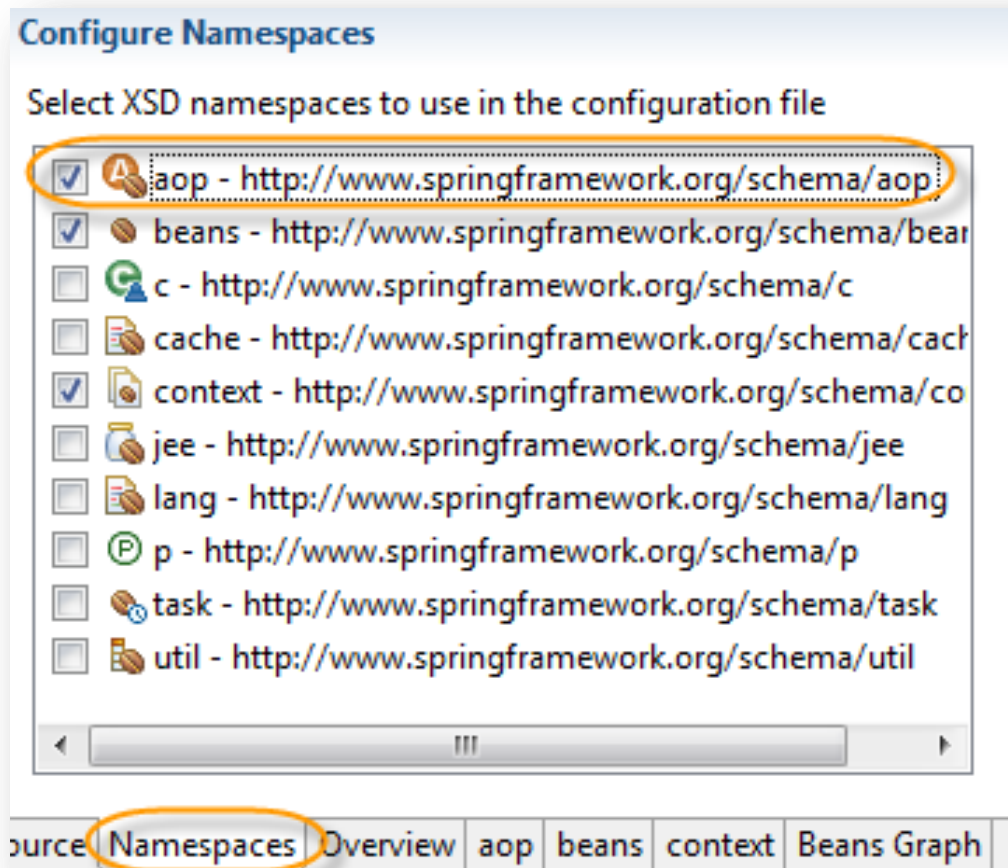 Configure Namespaces
Select XSD namespaces to use in the configuration file
aop - http://www.springframework.org/schema/aop
beans - http://www.springframework.org/schema/bear
c - http://www.springframework.org/schema/c
cache - http://www.springframework.org/schema/cach
context - http://www.springframework.org/schema/co
jee - http://www.springframework.org/schema/jee
lang - http://www.springframework.org/schema/lang
p - http://www.springframework.org/schema/p
task - http://www.springframework.org/schema/task
util - http://www.springframework.org/schema/util
ource Namespaces Overview aop beans context Beans Graph